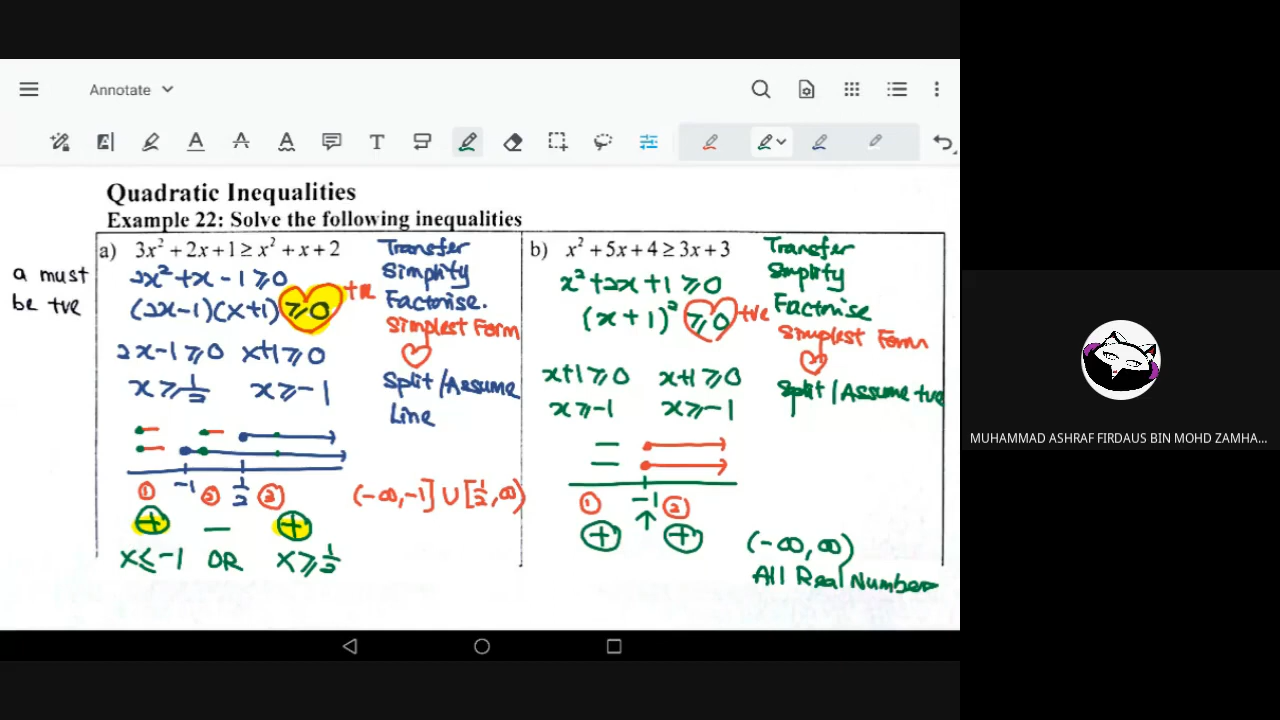 Annotate
Quadratic Inequalities
Example 22: Solve the following inequalities
a) 3x² + 2x + 1 ≥ x² + x + 2
a must
be +ve
2x² + x - 1 ≥ 0
(2x-1)(x+1) ≥ 0 +ve
2x-1 ≥ 0 x+1 ≥ 0
x ≥ 1/2 x ≥ -1
Transfer
Simplify
Factorise.
Simplest Form
Split/Assume
Line
-1 1/2
① ② ③
+ − +
x ≤ -1 OR x ≥ 1/2
(-∞, -1] ∪ [1/2, ∞)
b) x² + 5x + 4 ≥ 3x + 3
x² + 2x + 1 ≥ 0
(x+1)² ≥ 0 +ve
x+1 ≥ 0 x+1 ≥ 0
x ≥ -1 x ≥ -1
Transfer
Simplify
Factorise
Simplest Form
Split/Assume +ve
-1
① ②
+ +
(-∞, ∞)
All Real Number
MUHAMMAD ASHRAF FIRDAUS BIN MOHD ZAMHA...